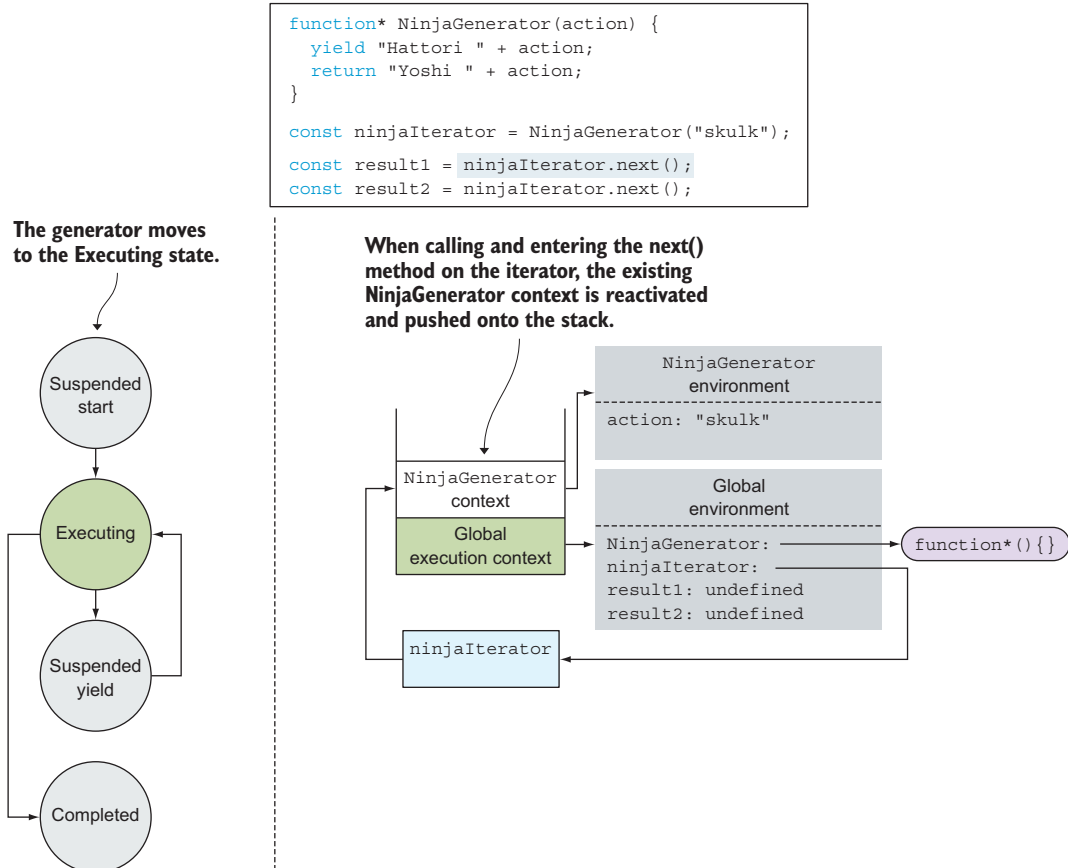 function* NinjaGenerator(action) {
yield "Hattori " + action;
return "Yoshi " + action;
}
const ninjaIterator = NinjaGenerator("skulk");
const result1 = ninjaIterator.next();
const result2 = ninjaIterator.next();
The generator moves
to the Executing state.
Suspended
start
Executing
Suspended
yield
Completed
When calling and entering the next()
method on the iterator, the existing
NinjaGenerator context is reactivated
and pushed onto the stack.
NinjaGenerator
context
Global
execution context
NinjaGenerator
environment
action: "skulk"
Global
environment
NinjaGenerator:
ninjaIterator:
result1: undefined
result2: undefined
function*(){}
ninjaIterator